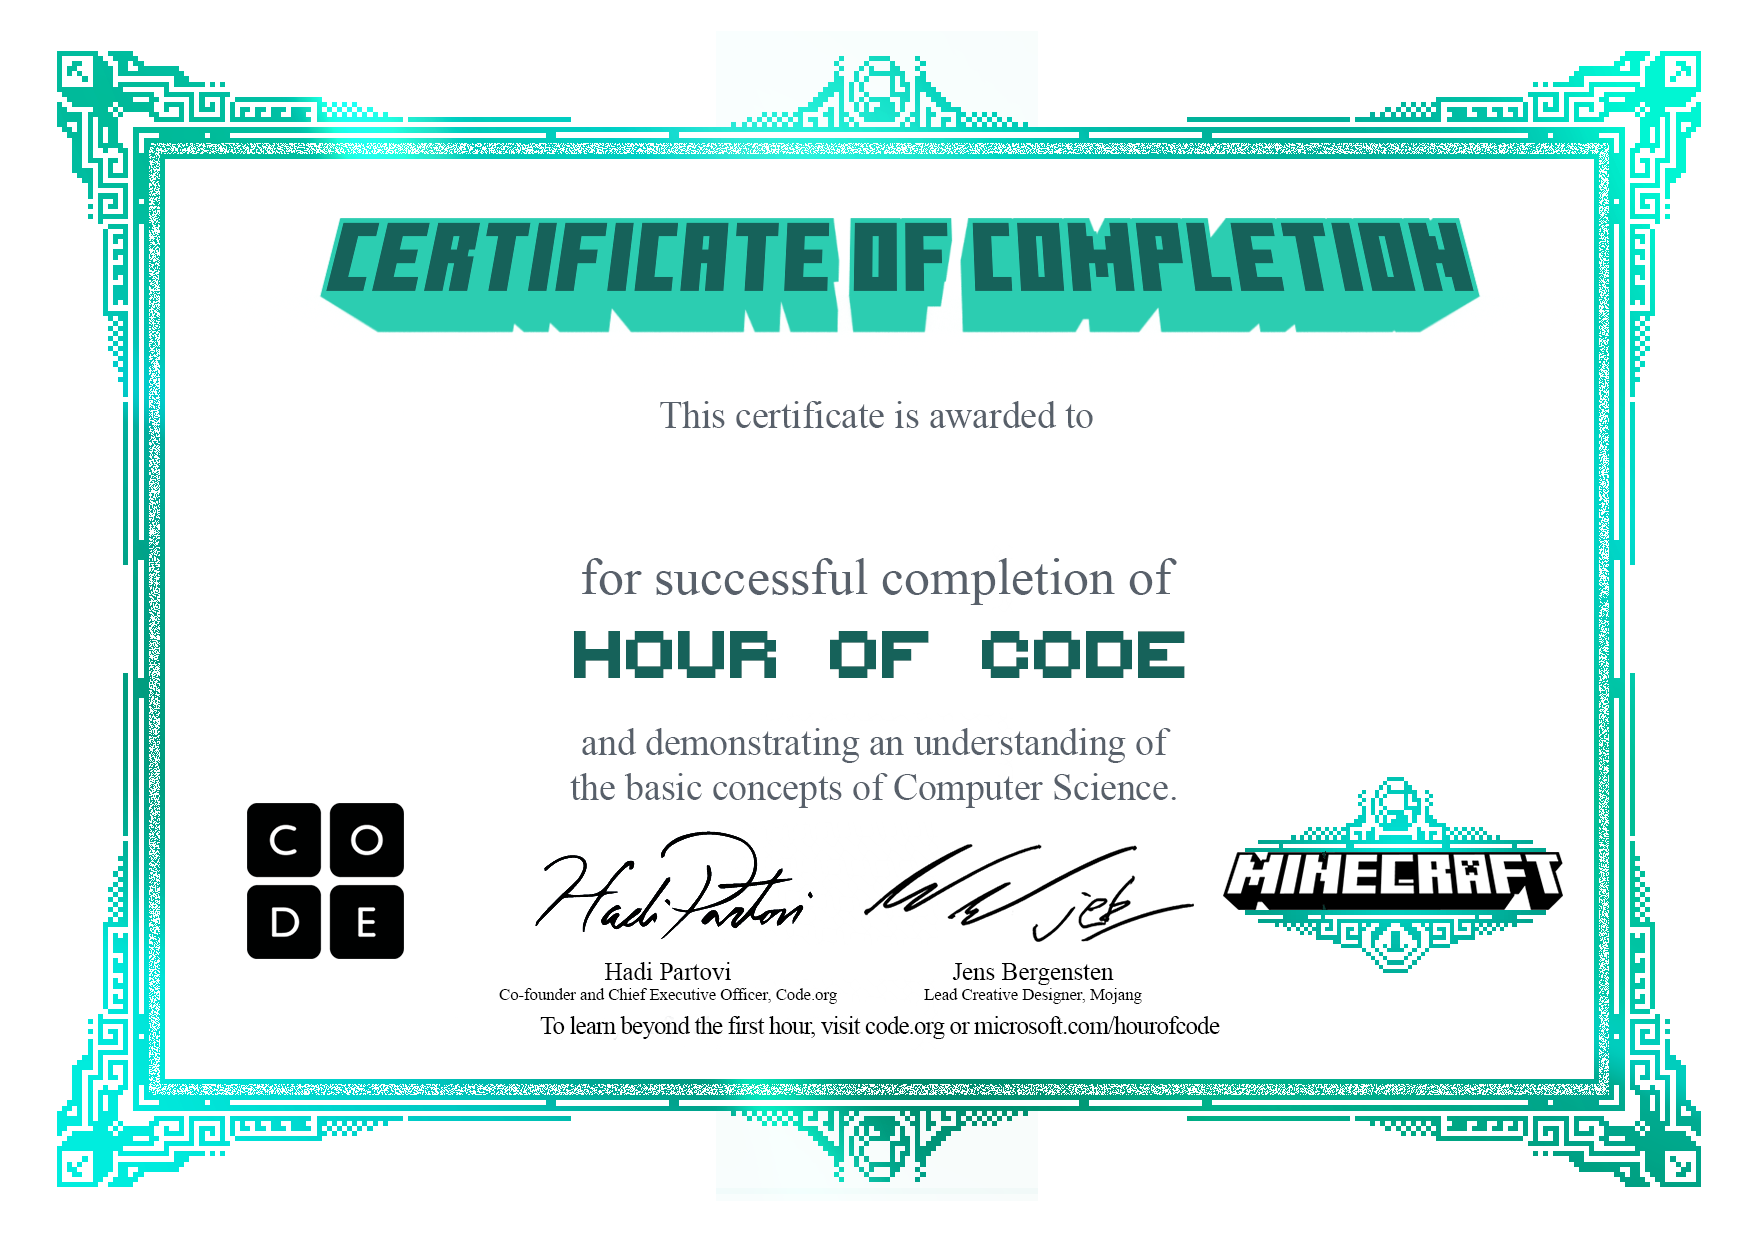 CERTIFICATE OF COMPLETION
This certificate is awarded to
for successful completion of
HOUR OF CODE
and demonstrating an understanding of
the basic concepts of Computer Science.
C O
D E
Hadi Partovi
jeb
MINECRAFT
Hadi Partovi
Co-founder and Chief Executive Officer, Code.org
Jens Bergensten
Lead Creative Designer, Mojang
To learn beyond the first hour, visit code.org or microsoft.com/hourofcode